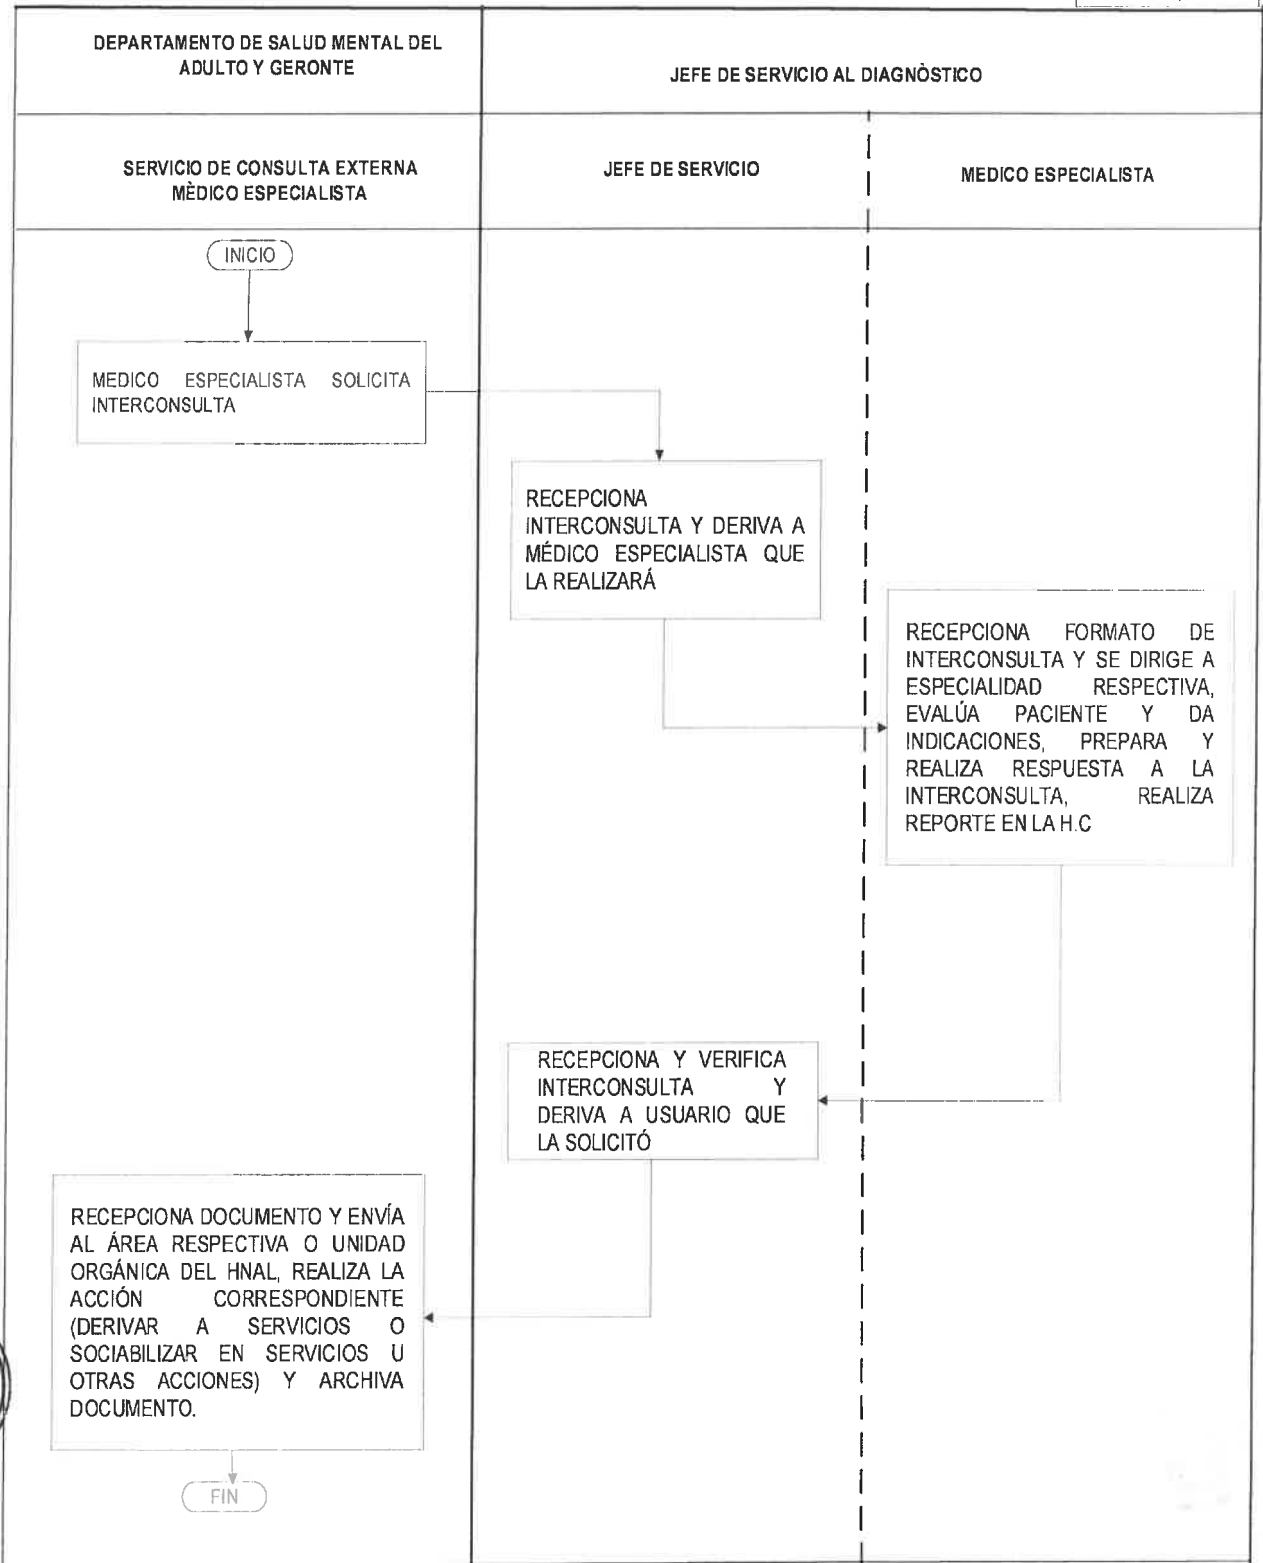 DEPARTAMENTO DE SALUD MENTAL DEL
ADULTO Y GERONTE
JEFE DE SERVICIO AL DIAGNÒSTICO
SERVICIO DE CONSULTA EXTERNA
MÈDICO ESPECIALISTA
JEFE DE SERVICIO
MEDICO ESPECIALISTA
INICIO
MEDICO ESPECIALISTA SOLICITA
INTERCONSULTA
RECEPCIONA
INTERCONSULTA Y DERIVA A
MÉDICO ESPECIALISTA QUE
LA REALIZARÁ
RECEPCIONA FORMATO DE
INTERCONSULTA Y SE DIRIGE A
ESPECIALIDAD RESPECTIVA,
EVALÚA PACIENTE Y DA
INDICACIONES, PREPARA Y
REALIZA RESPUESTA A LA
INTERCONSULTA, REALIZA
REPORTE EN LA H.C
RECEPCIONA Y VERIFICA
INTERCONSULTA Y
DERIVA A USUARIO QUE
LA SOLICITÓ
RECEPCIONA DOCUMENTO Y ENVÍA
AL ÁREA RESPECTIVA O UNIDAD
ORGÁNICA DEL HNAL, REALIZA LA
ACCIÓN CORRESPONDIENTE
(DERIVAR A SERVICIOS O
SOCIABILIZAR EN SERVICIOS U
OTRAS ACCIONES) Y ARCHIVA
DOCUMENTO.
FIN